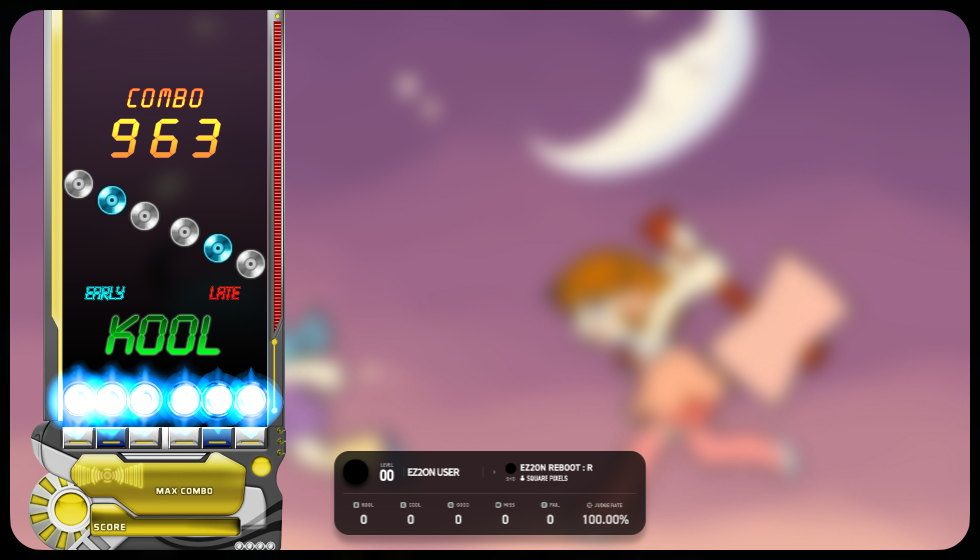 COMBO
963
EARLY LATE
KOOL
MAX COMBO
SCORE
LEVEL
00
EZ2ON USER
EZ2ON REBOOT : R
SQUARE PIXELS
KOOL COOL GOOD MISS FAIL JUDGE RATE
0 0 0 0 0 100.00%